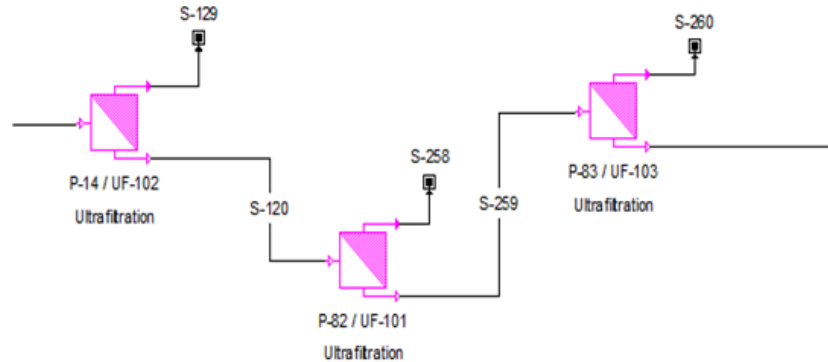 S-129
S-260
P-14 / UF-102
Ultrafiltration
S-120
S-258
S-259
P-83 / UF-103
Ultrafiltration
P-82 / UF-101
Ultrafiltration